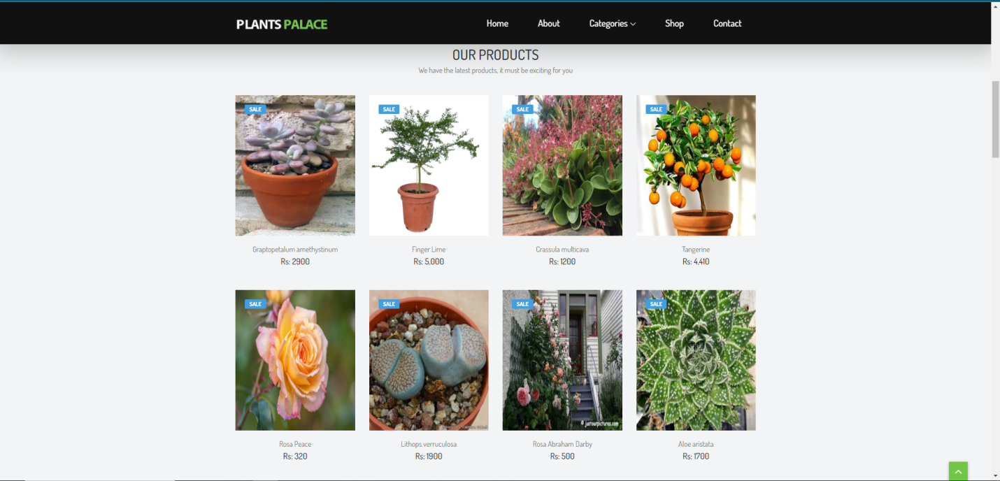 PLANTS PALACE
Home About Categories Shop Contact
OUR PRODUCTS
We have the latest products, it must be exciting for you
SALE SALE SALE SALE
Graptopetalum amethystinum Finger Lime Crassula multicava Tangerine
Rs: 2900 Rs: 5,000 Rs: 1200 Rs: 4,410
SALE SALE SALE SALE
© justourpictures.com
Rosa Peace Lithops verruculosa Rosa Abraham Darby Aloe aristata
Rs: 320 Rs: 1900 Rs: 500 Rs: 1700